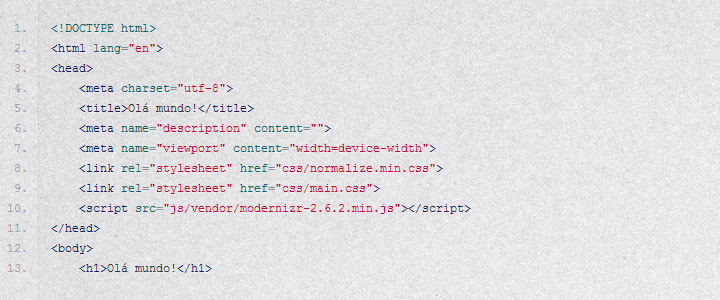 1. <!DOCTYPE html>
2. <html lang="en">
3. <head>
4.     <meta charset="utf-8">
5.     <title>Olá mundo!</title>
6.     <meta name="description" content="">
7.     <meta name="viewport" content="width=device-width">
8.     <link rel="stylesheet" href="css/normalize.min.css">
9.     <link rel="stylesheet" href="css/main.css">
10.     <script src="js/vendor/modernizr-2.6.2.min.js"></script>
11. </head>
12. <body>
13.     <h1>Olá mundo!</h1>